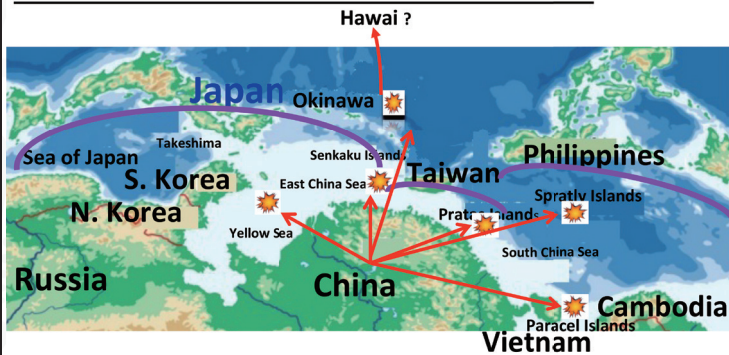 Hawai ?
Japan
Okinawa
Takeshima
Sea of Japan
Senkaku Islands
Taiwan
Philippines
S. Korea
East China Sea
Spratly Islands
N. Korea
Pratas Islands
Yellow Sea
South China Sea
Russia
China
Cambodia
Paracel Islands
Vietnam